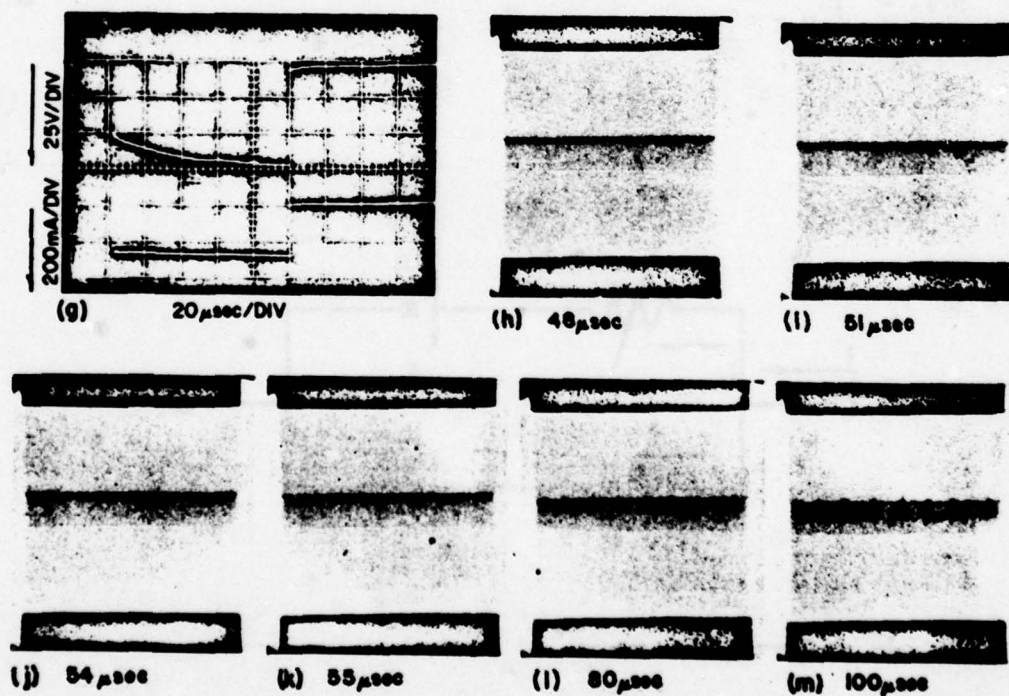 25V/DIV
200mA/DIV
(g) 20μsec/DIV
(h) 48μsec
(i) 51μsec
(j) 54μsec
(k) 55μsec
(l) 80μsec
(m) 100μsec